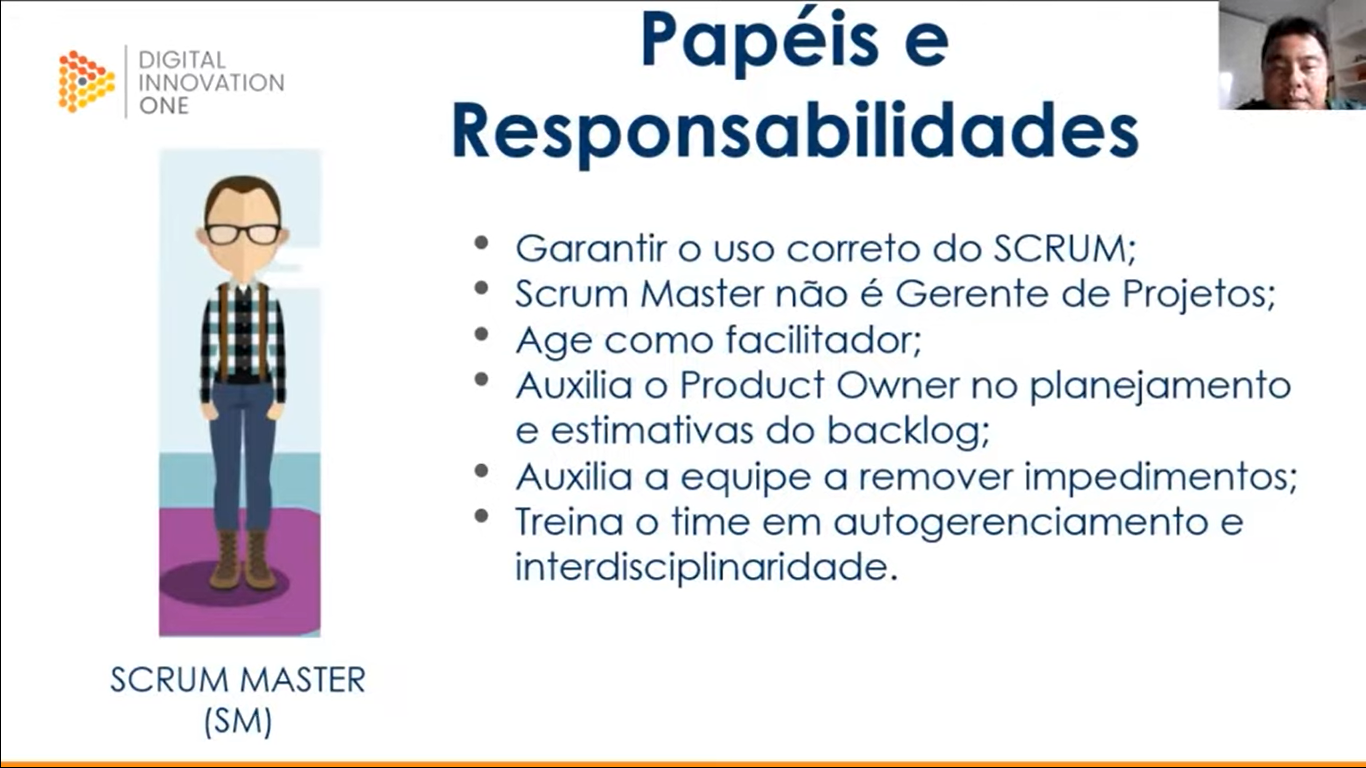 DIGITAL
INNOVATION
ONE
Papéis e
Responsabilidades
Garantir o uso correto do SCRUM;
Scrum Master não é Gerente de Projetos;
Age como facilitador;
Auxilia o Product Owner no planejamento
e estimativas do backlog;
Auxilia a equipe a remover impedimentos;
Treina o time em autogerenciamento e
interdisciplinaridade.
SCRUM MASTER
(SM)